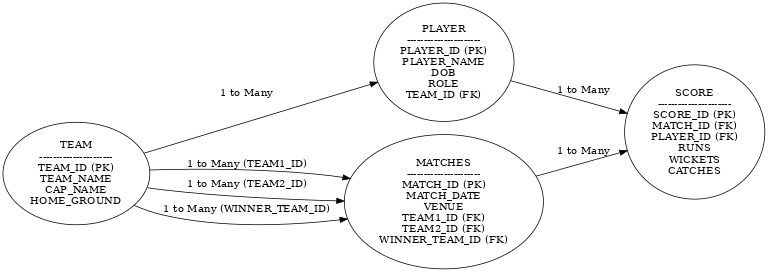 PLAYER
----------------------
PLAYER_ID (PK)
PLAYER_NAME
DOB
ROLE
TEAM_ID (FK)
1 to Many
1 to Many
SCORE
----------------------
SCORE_ID (PK)
MATCH_ID (FK)
PLAYER_ID (FK)
RUNS
WICKETS
CATCHES
TEAM
----------------------
TEAM_ID (PK)
TEAM_NAME
CAP_NAME
HOME_GROUND
1 to Many (TEAM1_ID)
1 to Many (TEAM2_ID)
1 to Many (WINNER_TEAM_ID)
MATCHES
----------------------
MATCH_ID (PK)
MATCH_DATE
VENUE
TEAM1_ID (FK)
TEAM2_ID (FK)
WINNER_TEAM_ID (FK)
1 to Many